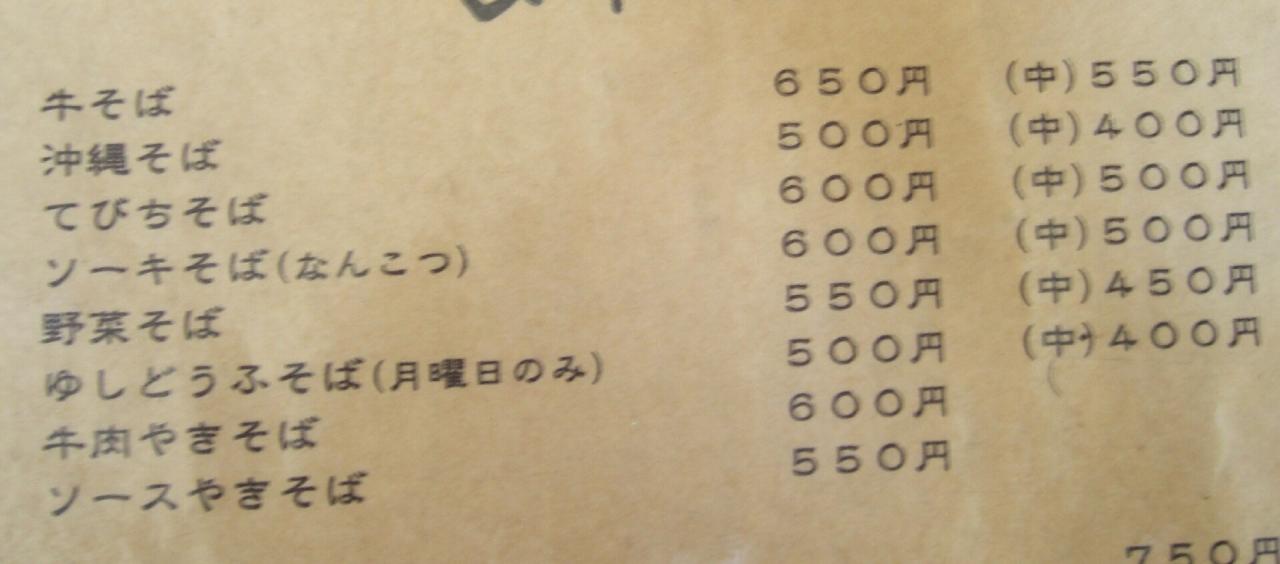 牛そば 650円 (中)550円
沖縄そば 500円 (中)400円
てびちそば 600円 (中)500円
ソーキそば(なんこつ) 600円 (中)500円
野菜そば 550円 (中)450円
ゆしどうふそば(月曜日のみ) 500円 (中)400円
牛肉やきそば 600円
ソースやきそば 550円
750円